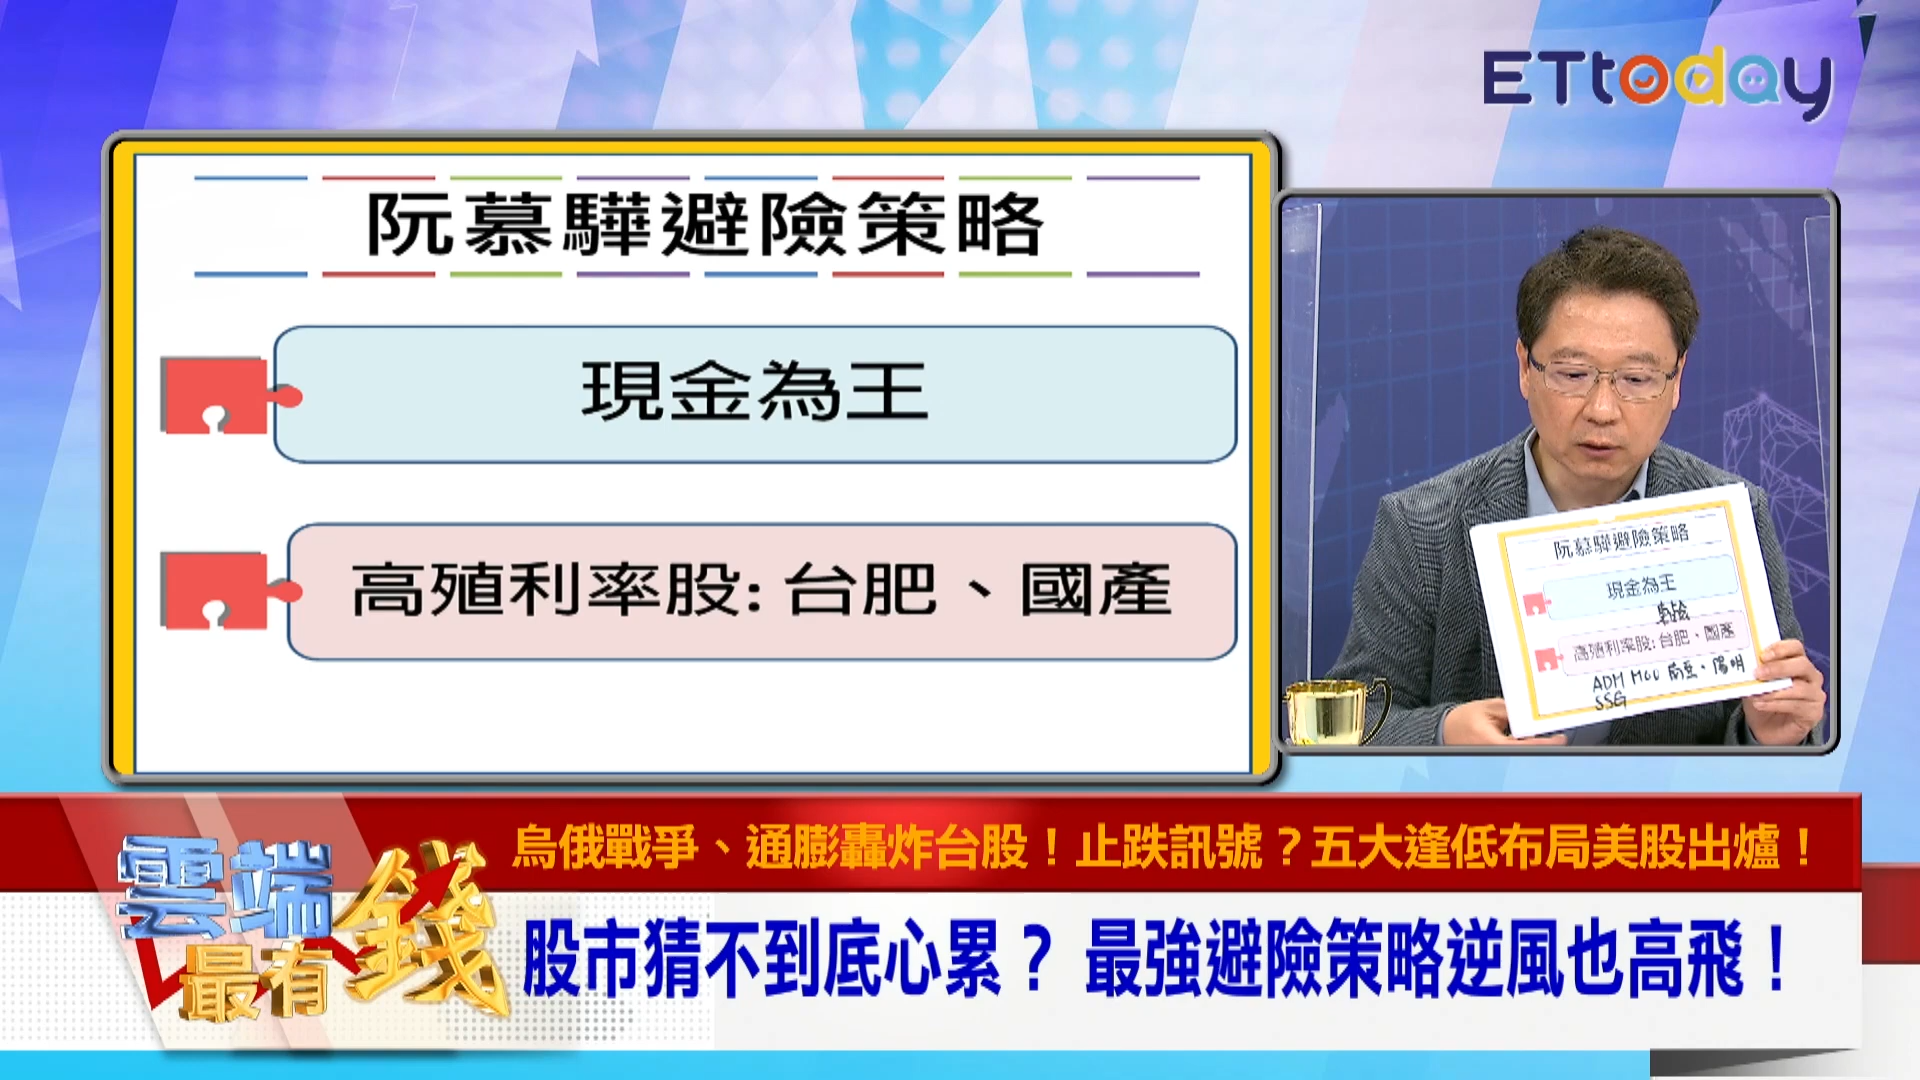 ETtoday
阮慕驊避險策略
現金為王
高殖利率股:台肥、國產
阮慕驊避險策略
現金為王
高殖利率股:台肥、國產
ADM MOO 陽明
SSG
烏俄戰爭、通膨轟炸台股！止跌訊號？五大逢低布局美股出爐！
雲端最有錢
股市猜不到底心累？ 最強避險策略逆風也高飛！